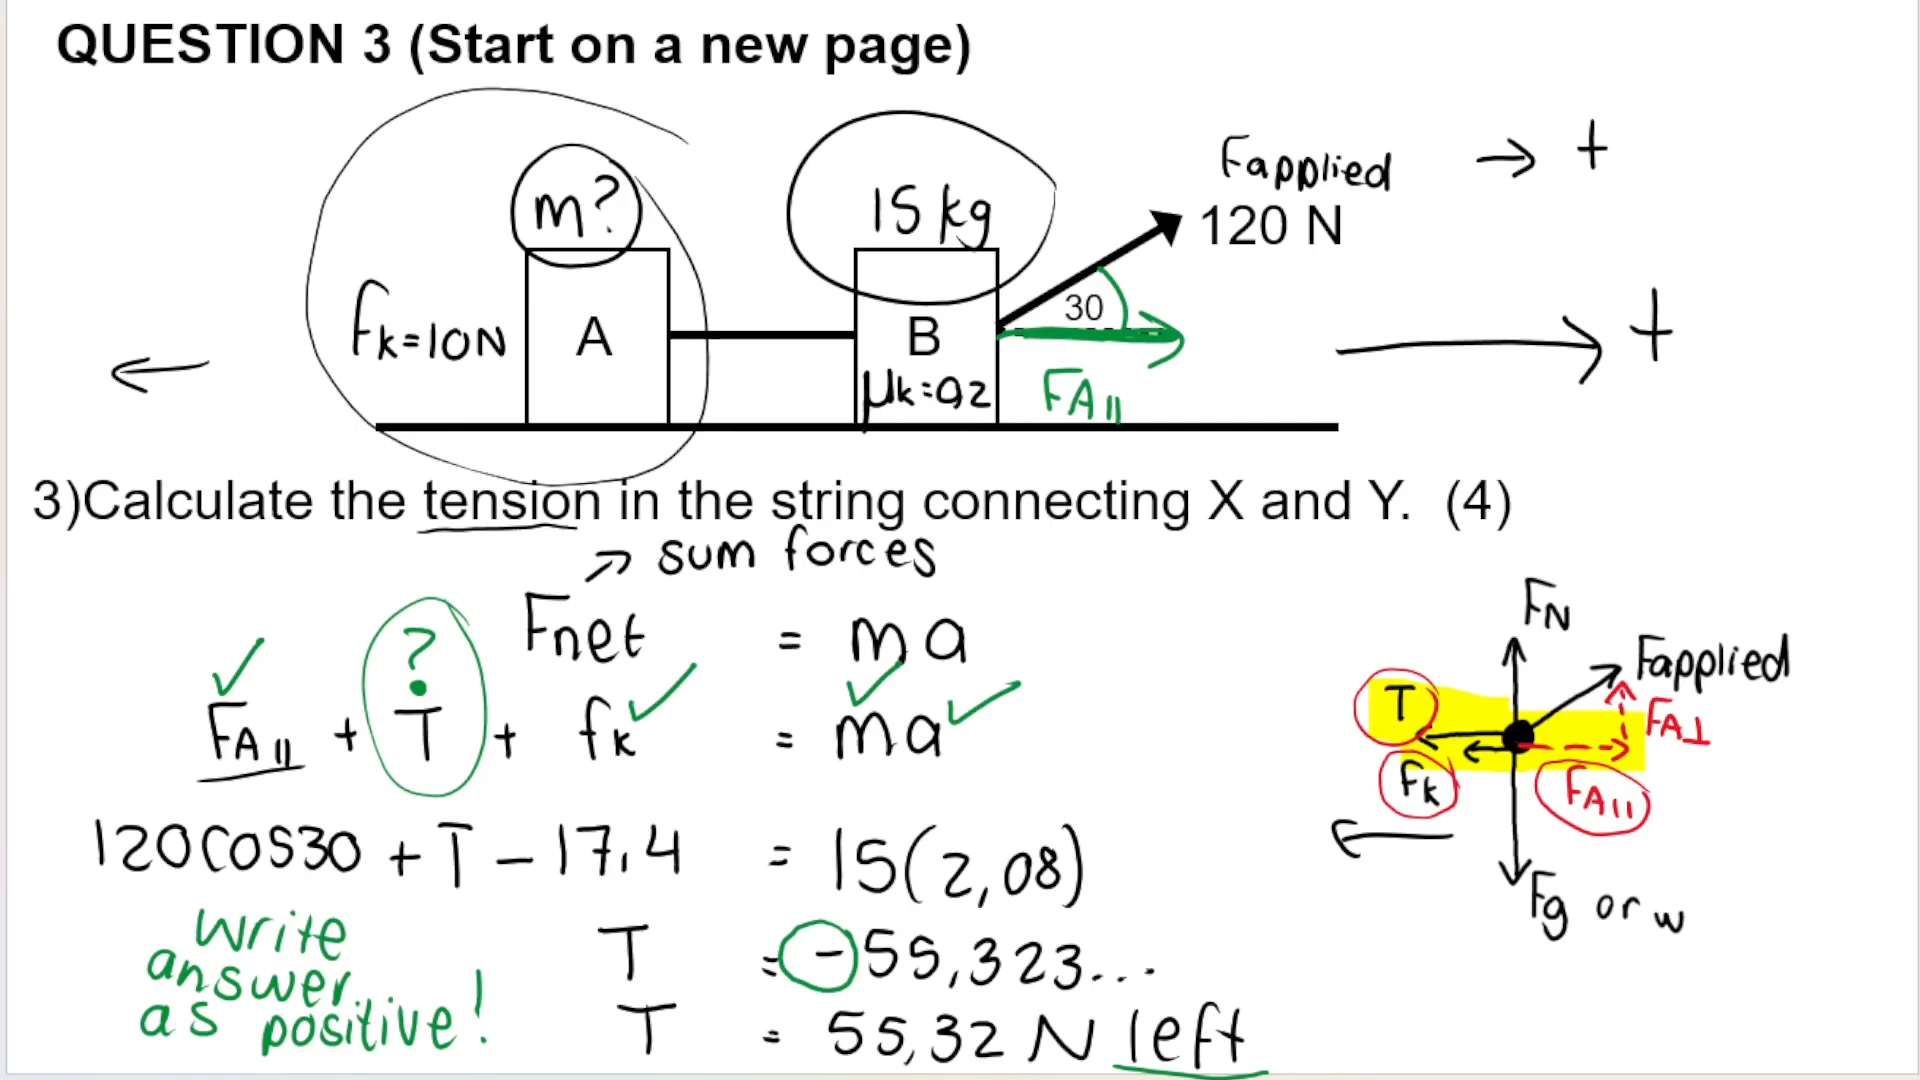 QUESTION 3 (Start on a new page)
Fapplied → +
m?
15 kg
120 N
30
fk=10N
A
B
+
μk=0,2
FA||
3)Calculate the tension in the string connecting X and Y. (4)
→ sum forces
Fnet = ma
? 
FA|| + T + fk = ma
120cos30 + T - 17,4 = 15(2,08)
T = -55,323...
T = 55,32 N left
write
answer
as positive!
FN
Fapplied
T
FA⊥
fk
FA||
Fg or w